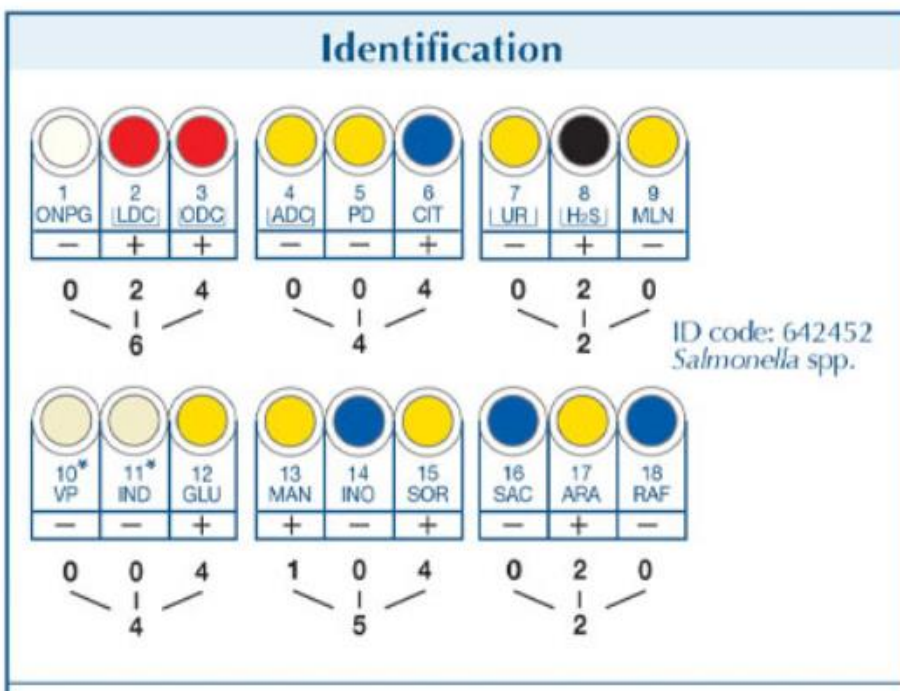 Identification
1 2 3 4 5 6 7 8 9
ONPG LDC ODC ADC PD CIT UR H₂S MLN
− + + − − + − + −
0 2 4 0 0 4 0 2 0
6 4 2
ID code: 642452
Salmonella spp.
10* 11* 12 13 14 15 16 17 18
VP IND GLU MAN INO SOR SAC ARA RAF
− − + + − + − + −
0 0 4 1 0 4 0 2 0
4 5 2